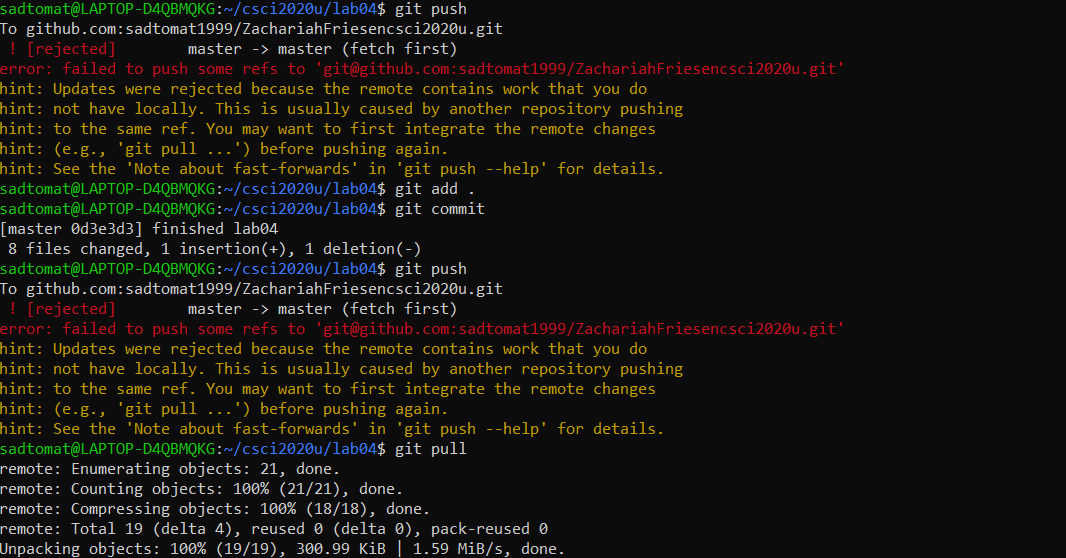 sadtomat@LAPTOP-D4QBMQKG:~/csci2020u/lab04$ git push
To github.com:sadtomat1999/ZachariahFriesencsci2020u.git
 ! [rejected]        master -> master (fetch first)
error: failed to push some refs to 'git@github.com:sadtomat1999/ZachariahFriesencsci2020u.git'
hint: Updates were rejected because the remote contains work that you do
hint: not have locally. This is usually caused by another repository pushing
hint: to the same ref. You may want to first integrate the remote changes
hint: (e.g., 'git pull ...') before pushing again.
hint: See the 'Note about fast-forwards' in 'git push --help' for details.
sadtomat@LAPTOP-D4QBMQKG:~/csci2020u/lab04$ git add .
sadtomat@LAPTOP-D4QBMQKG:~/csci2020u/lab04$ git commit
[master 0d3e3d3] finished lab04
 8 files changed, 1 insertion(+), 1 deletion(-)
sadtomat@LAPTOP-D4QBMQKG:~/csci2020u/lab04$ git push
To github.com:sadtomat1999/ZachariahFriesencsci2020u.git
 ! [rejected]        master -> master (fetch first)
error: failed to push some refs to 'git@github.com:sadtomat1999/ZachariahFriesencsci2020u.git'
hint: Updates were rejected because the remote contains work that you do
hint: not have locally. This is usually caused by another repository pushing
hint: to the same ref. You may want to first integrate the remote changes
hint: (e.g., 'git pull ...') before pushing again.
hint: See the 'Note about fast-forwards' in 'git push --help' for details.
sadtomat@LAPTOP-D4QBMQKG:~/csci2020u/lab04$ git pull
remote: Enumerating objects: 21, done.
remote: Counting objects: 100% (21/21), done.
remote: Compressing objects: 100% (18/18), done.
remote: Total 19 (delta 4), reused 0 (delta 0), pack-reused 0
Unpacking objects: 100% (19/19), 300.99 KiB | 1.59 MiB/s, done.